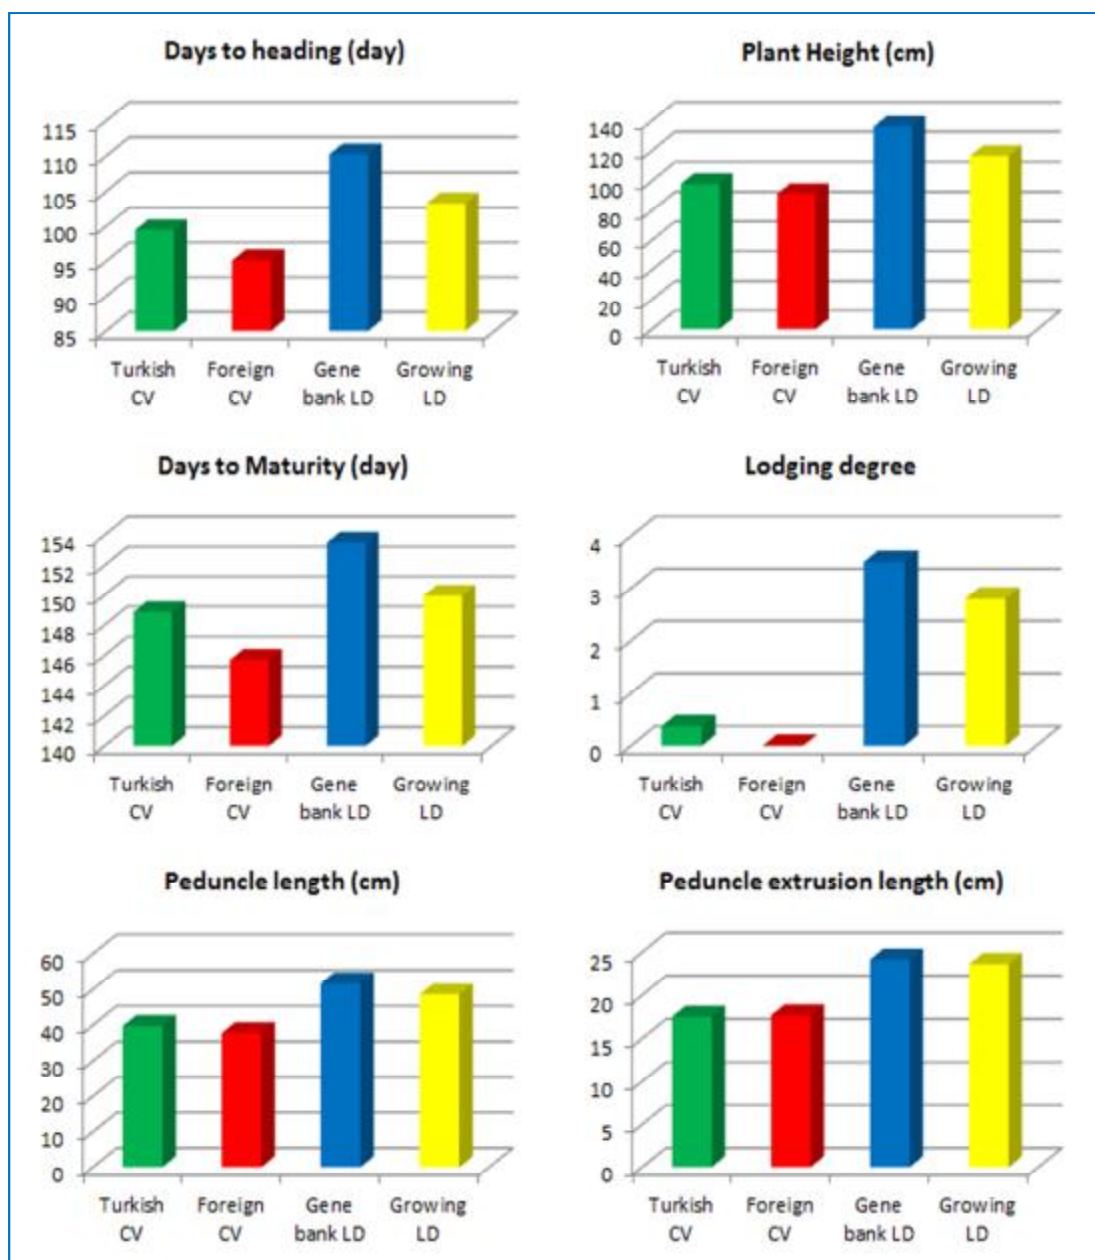 Days to heading (day)
115
110
105
100
95
90
85
Turkish CV
Foreign CV
Gene bank LD
Growing LD
Plant Height (cm)
140
120
100
80
60
40
20
0
Turkish CV
Foreign CV
Gene bank LD
Growing LD
Days to Maturity (day)
154
152
150
148
146
144
142
140
Turkish CV
Foreign CV
Gene bank LD
Growing LD
Lodging degree
4
3
2
1
0
Turkish CV
Foreign CV
Gene bank LD
Growing LD
Peduncle length (cm)
60
50
40
30
20
10
0
Turkish CV
Foreign CV
Gene bank LD
Growing LD
Peduncle extrusion length (cm)
25
20
15
10
5
0
Turkish CV
Foreign CV
Gene bank LD
Growing LD